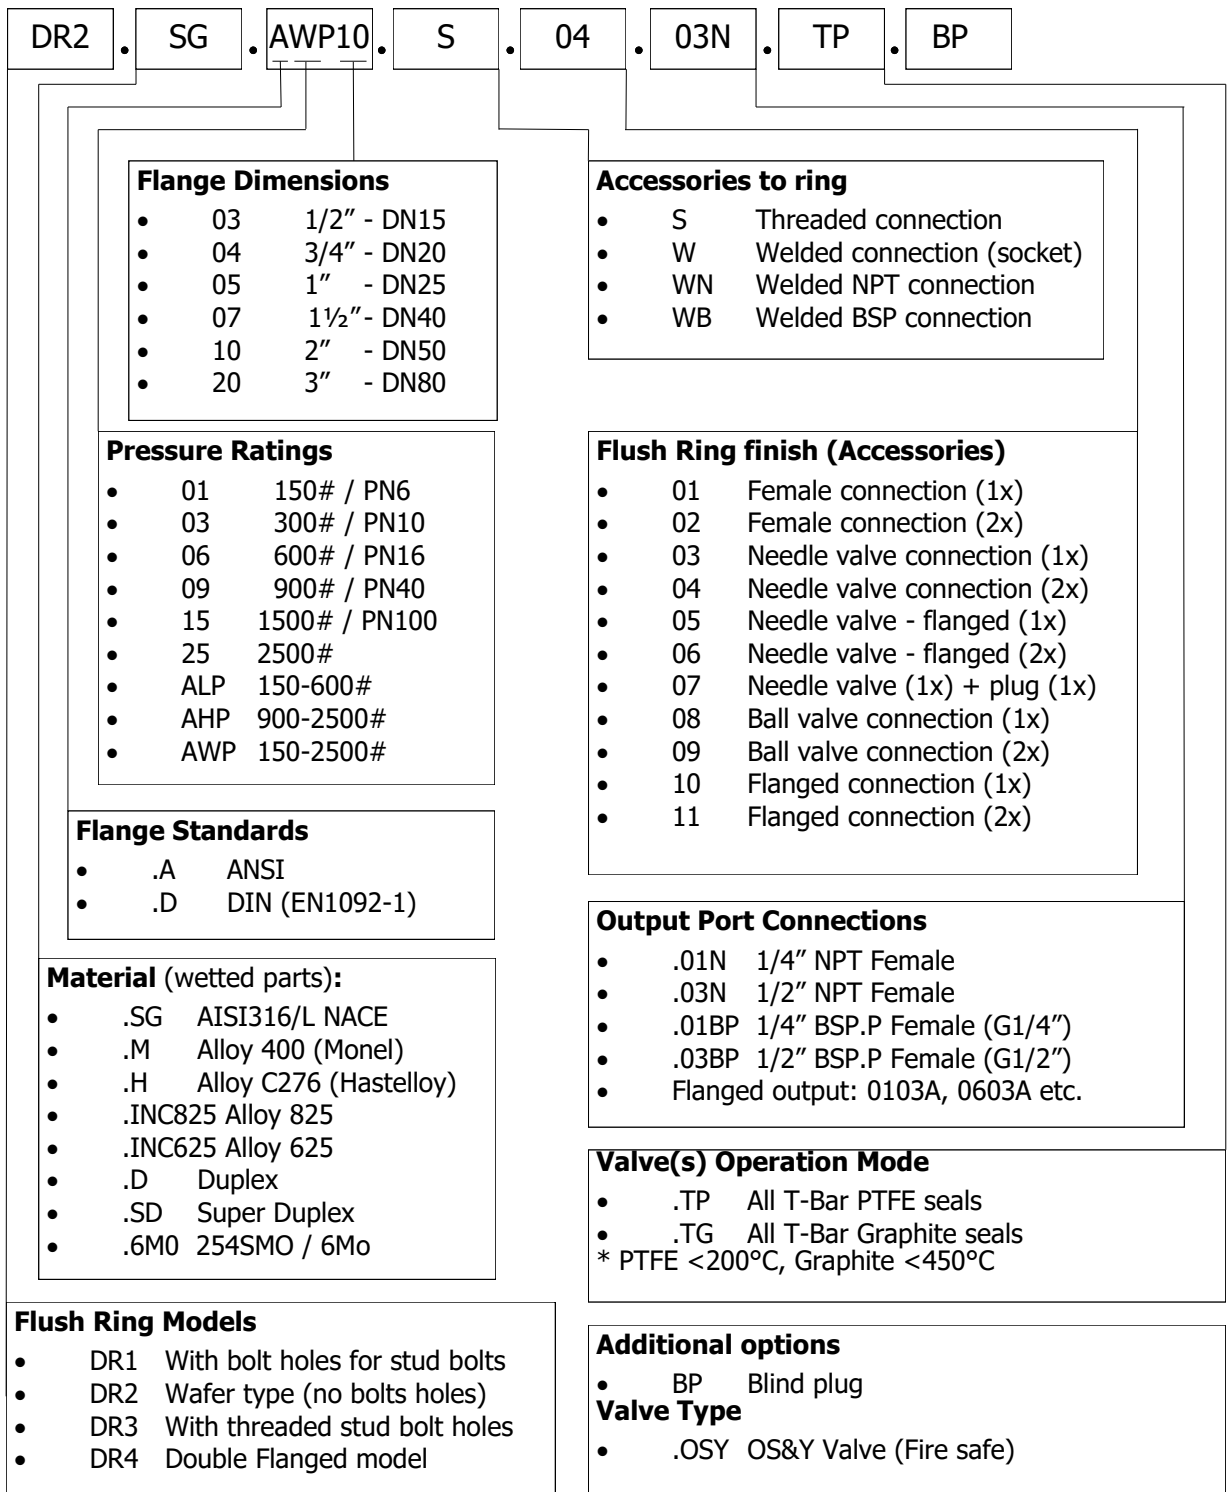 DR2 . SG . AWP10 . S . 04 . 03N . TP . BP
Flange Dimensions
• 03 1/2” - DN15
• 04 3/4” - DN20
• 05 1” - DN25
• 07 1½”- DN40
• 10 2” - DN50
• 20 3” - DN80
Accessories to ring
• S Threaded connection
• W Welded connection (socket)
• WN Welded NPT connection
• WB Welded BSP connection
Pressure Ratings
• 01 150# / PN6
• 03 300# / PN10
• 06 600# / PN16
• 09 900# / PN40
• 15 1500# / PN100
• 25 2500#
• ALP 150-600#
• AHP 900-2500#
• AWP 150-2500#
Flush Ring finish (Accessories)
• 01 Female connection (1x)
• 02 Female connection (2x)
• 03 Needle valve connection (1x)
• 04 Needle valve connection (2x)
• 05 Needle valve - flanged (1x)
• 06 Needle valve - flanged (2x)
• 07 Needle valve (1x) + plug (1x)
• 08 Ball valve connection (1x)
• 09 Ball valve connection (2x)
• 10 Flanged connection (1x)
• 11 Flanged connection (2x)
Flange Standards
• .A ANSI
• .D DIN (EN1092-1)
Output Port Connections
• .01N 1/4” NPT Female
• .03N 1/2” NPT Female
• .01BP 1/4” BSP.P Female (G1/4”)
• .03BP 1/2” BSP.P Female (G1/2”)
• Flanged output: 0103A, 0603A etc.
Material (wetted parts):
• .SG AISI316/L NACE
• .M Alloy 400 (Monel)
• .H Alloy C276 (Hastelloy)
• .INC825 Alloy 825
• .INC625 Alloy 625
• .D Duplex
• .SD Super Duplex
• .6M0 254SMO / 6Mo
Valve(s) Operation Mode
• .TP All T-Bar PTFE seals
• .TG All T-Bar Graphite seals
* PTFE <200°C, Graphite <450°C
Flush Ring Models
• DR1 With bolt holes for stud bolts
• DR2 Wafer type (no bolts holes)
• DR3 With threaded stud bolt holes
• DR4 Double Flanged model
Additional options
• BP Blind plug
Valve Type
• .OSY OS&Y Valve (Fire safe)